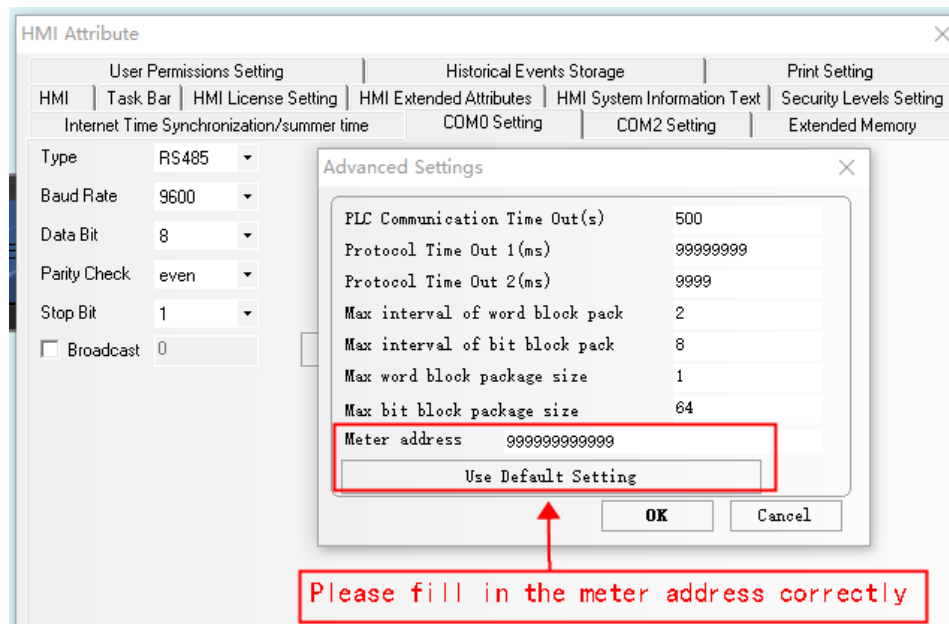 HMI Attribute
User Permissions Setting Historical Events Storage Print Setting
HMI Task Bar HMI License Setting HMI Extended Attributes HMI System Information Text Security Levels Setting
Internet Time Synchronization/summer time COM0 Setting COM2 Setting Extended Memory
Type RS485
Baud Rate 9600
Data Bit 8
Parity Check even
Stop Bit 1
Broadcast 0
Advanced Settings
PLC Communication Time Out(s) 500
Protocol Time Out 1(ms) 99999999
Protocol Time Out 2(ms) 9999
Max interval of word block pack 2
Max interval of bit block pack 8
Max word block package size 1
Max bit block package size 64
Meter address 999999999999
Use Default Setting
OK Cancel
Please fill in the meter address correctly